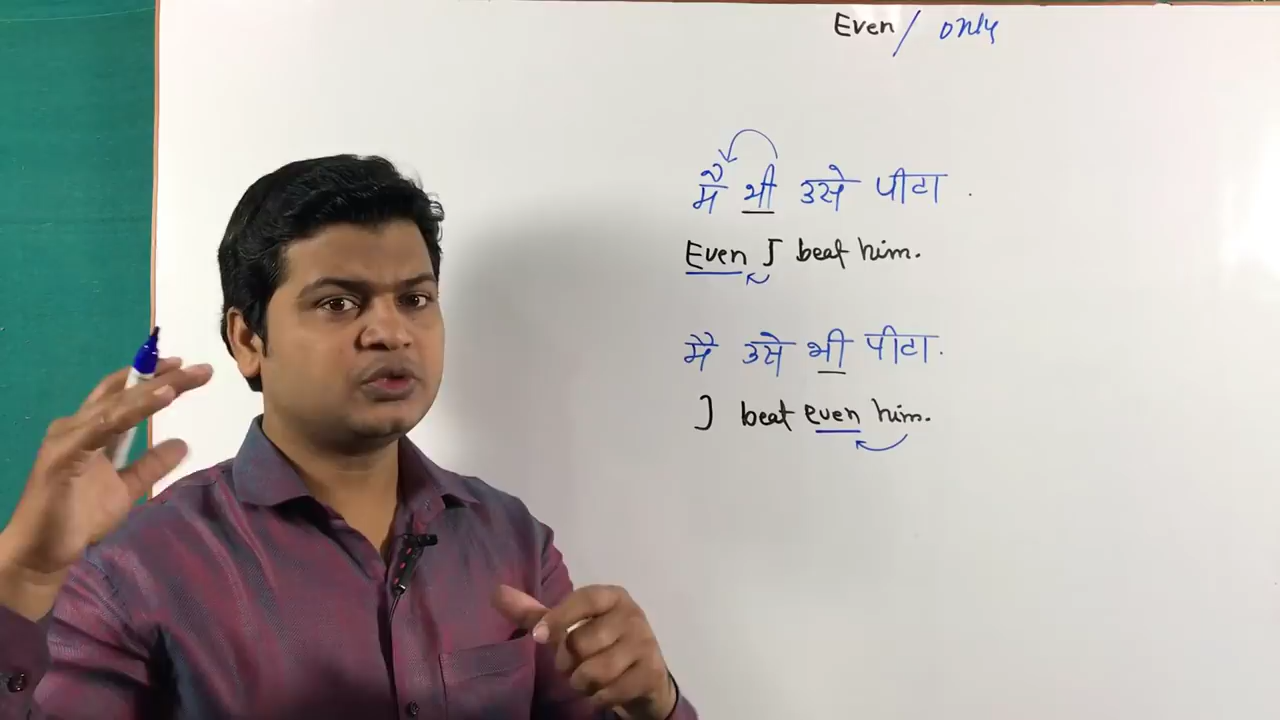 Even / only
मै भी उसे पीटा .
Even I beat him.
मै उसे भी पीटा .
I beat even him.